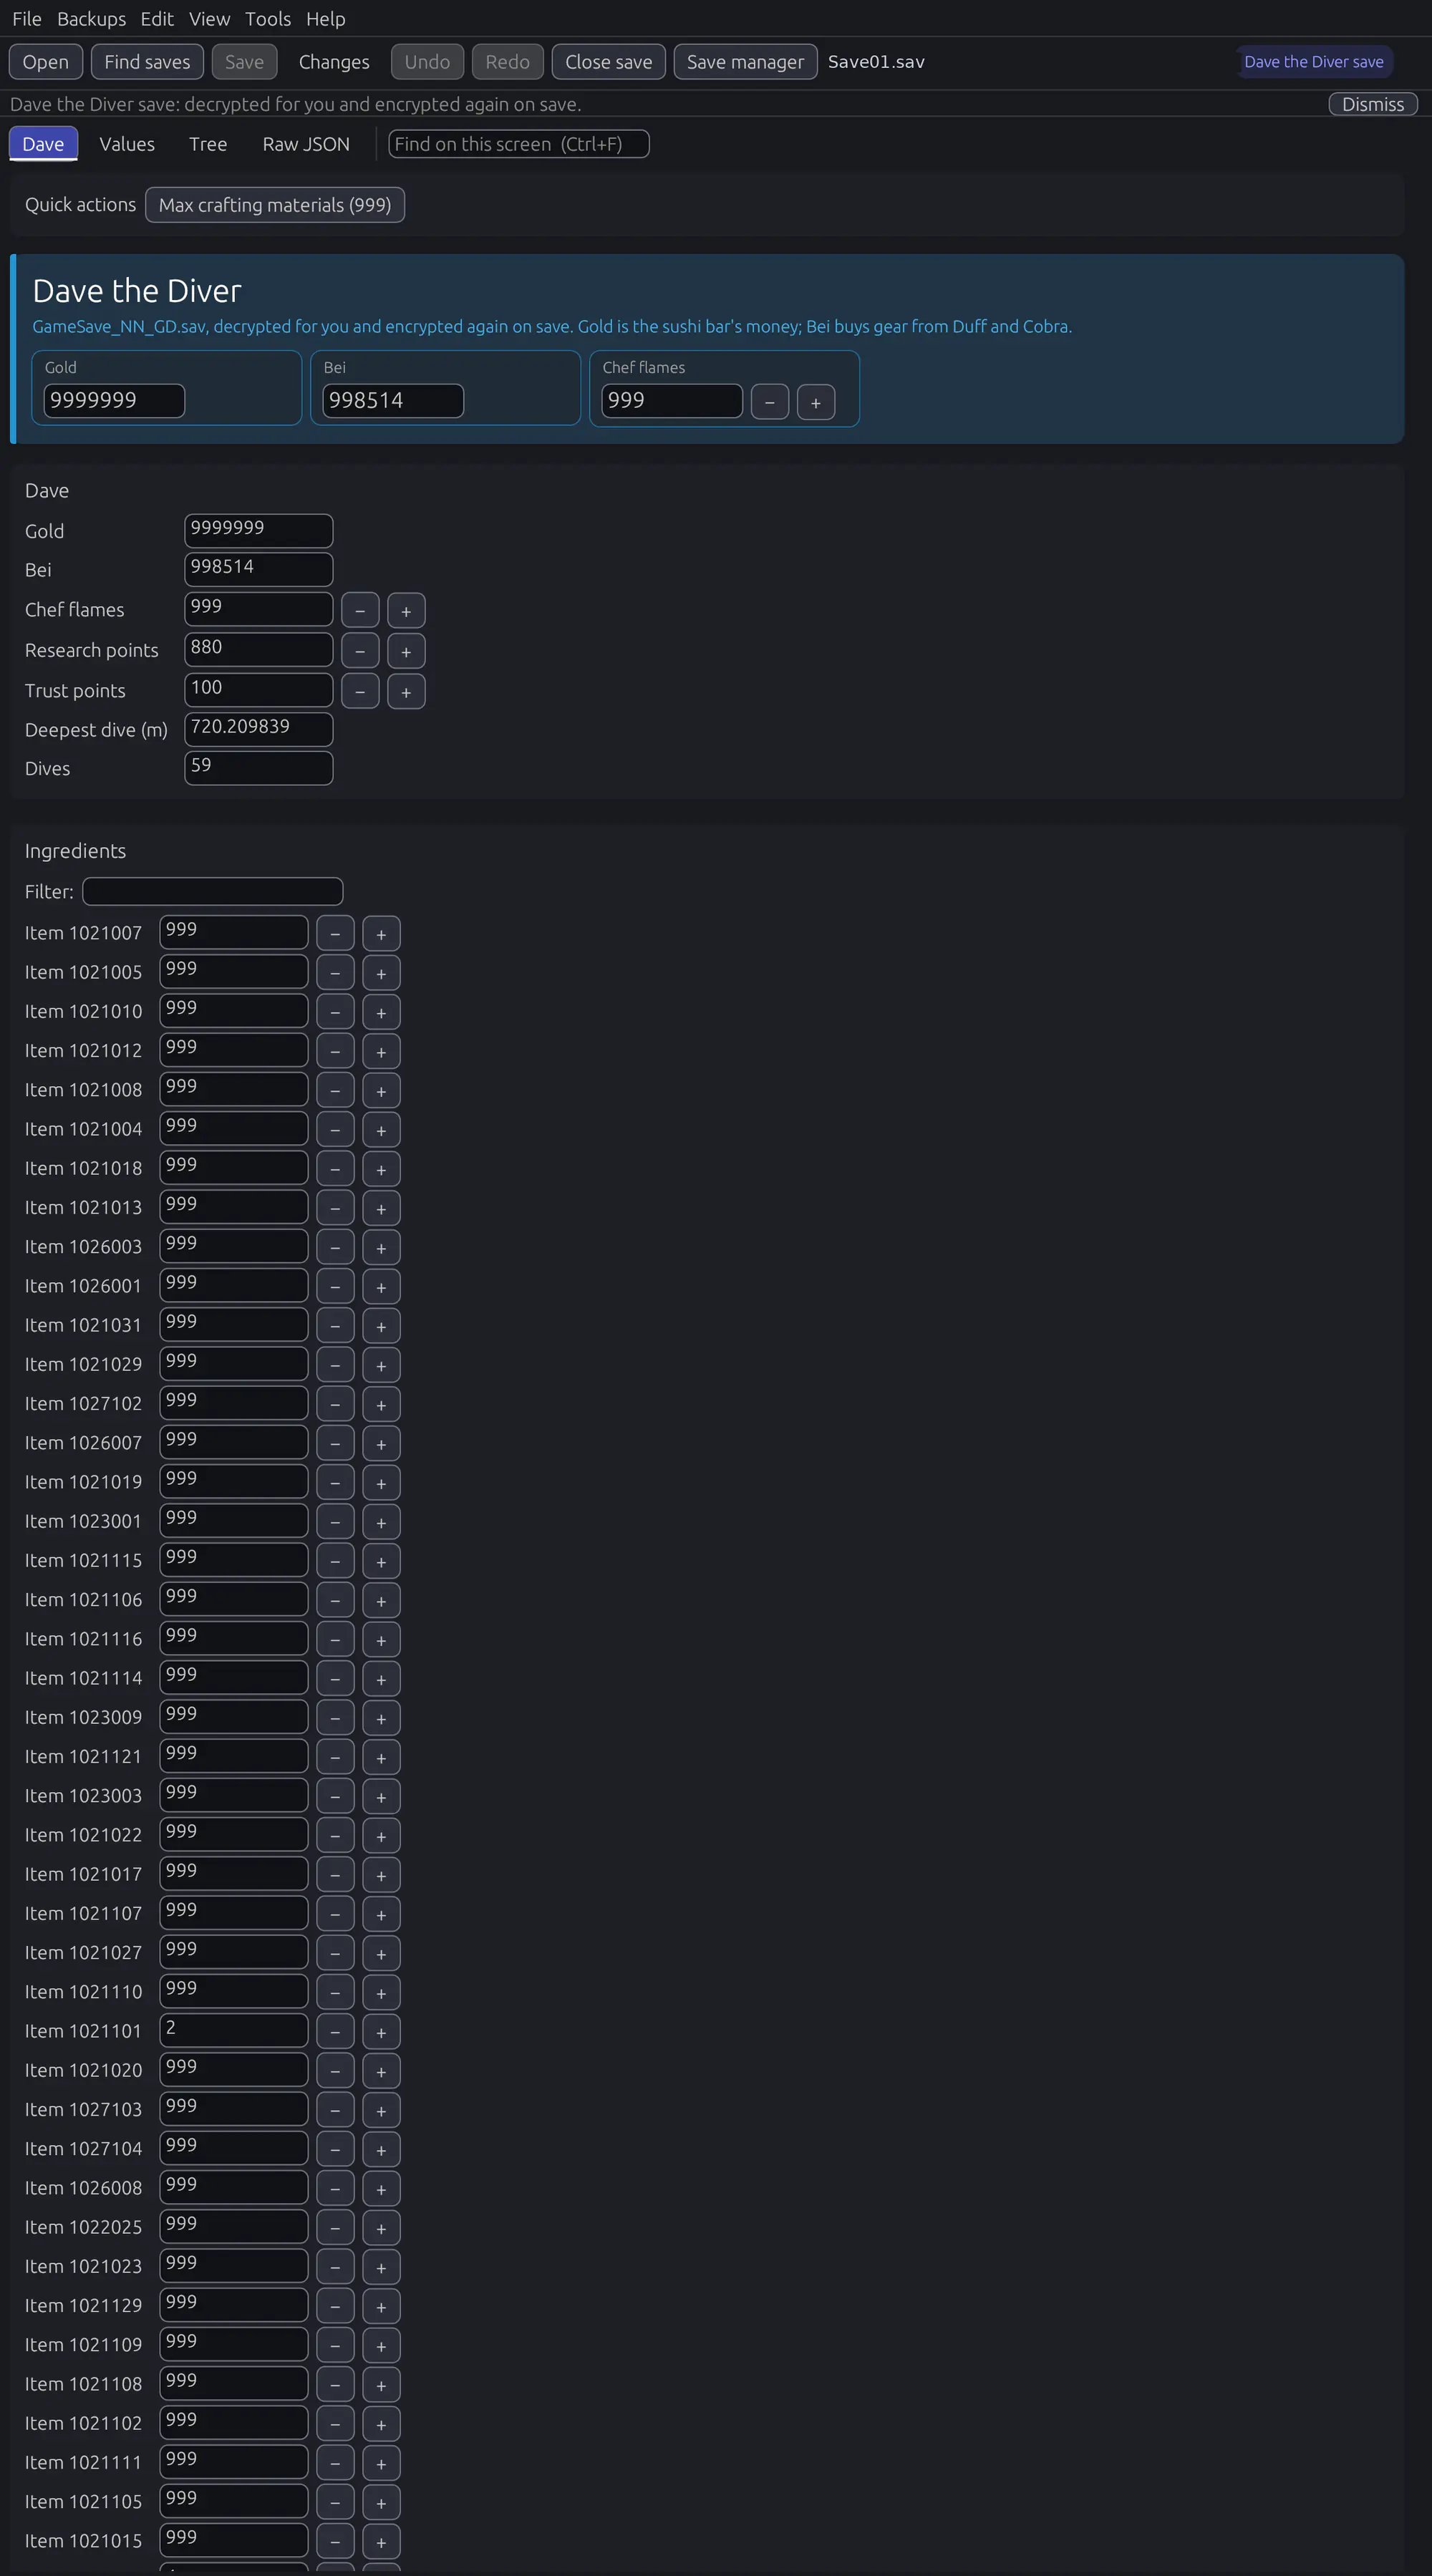 File Backups Edit View Tools Help
Open Find saves Save Changes Undo Redo Close save Save manager Save01.sav Dave the Diver save
Dave the Diver save: decrypted for you and encrypted again on save. Dismiss
Dave Values Tree Raw JSON Find on this screen (Ctrl+F)
Quick actions Max crafting materials (999)
Dave the Diver
GameSave_NN_GD.sav, decrypted for you and encrypted again on save. Gold is the sushi bar's money; Bei buys gear from Duff and Cobra.
Gold Bei Chef flames
9999999 998514 999 − +
Dave
Gold 9999999
Bei 998514
Chef flames 999 − +
Research points 880 − +
Trust points 100 − +
Deepest dive (m) 720.209839
Dives 59
Ingredients
Filter:
Item 1021007 999 − +
Item 1021005 999 − +
Item 1021010 999 − +
Item 1021012 999 − +
Item 1021008 999 − +
Item 1021004 999 − +
Item 1021018 999 − +
Item 1021013 999 − +
Item 1026003 999 − +
Item 1026001 999 − +
Item 1021031 999 − +
Item 1021029 999 − +
Item 1027102 999 − +
Item 1026007 999 − +
Item 1021019 999 − +
Item 1023001 999 − +
Item 1021115 999 − +
Item 1021106 999 − +
Item 1021116 999 − +
Item 1021114 999 − +
Item 1023009 999 − +
Item 1021121 999 − +
Item 1023003 999 − +
Item 1021022 999 − +
Item 1021017 999 − +
Item 1021107 999 − +
Item 1021027 999 − +
Item 1021110 999 − +
Item 1021101 2 − +
Item 1021020 999 − +
Item 1027103 999 − +
Item 1027104 999 − +
Item 1026008 999 − +
Item 1022025 999 − +
Item 1021023 999 − +
Item 1021129 999 − +
Item 1021109 999 − +
Item 1021108 999 − +
Item 1021102 999 − +
Item 1021111 999 − +
Item 1021105 999 − +
Item 1021015 999 − +